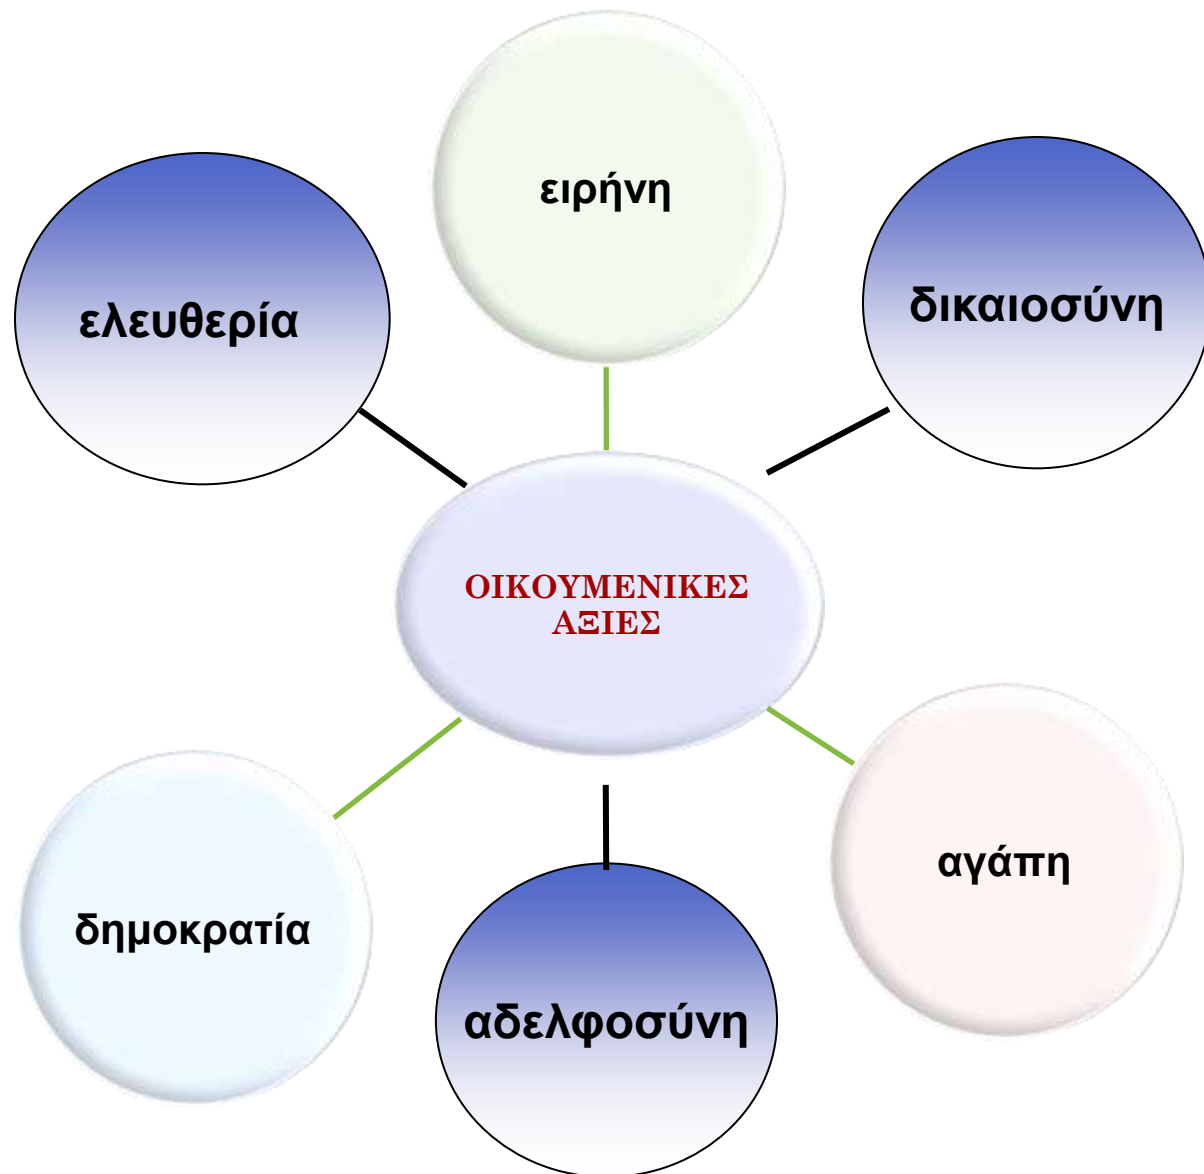 ειρήνη
ελευθερία
δικαιοσύνη
ΟΙΚΟΥΜΕΝΙΚΕΣ
ΑΞΙΕΣ
αγάπη
δημοκρατία
αδελφοσύνη